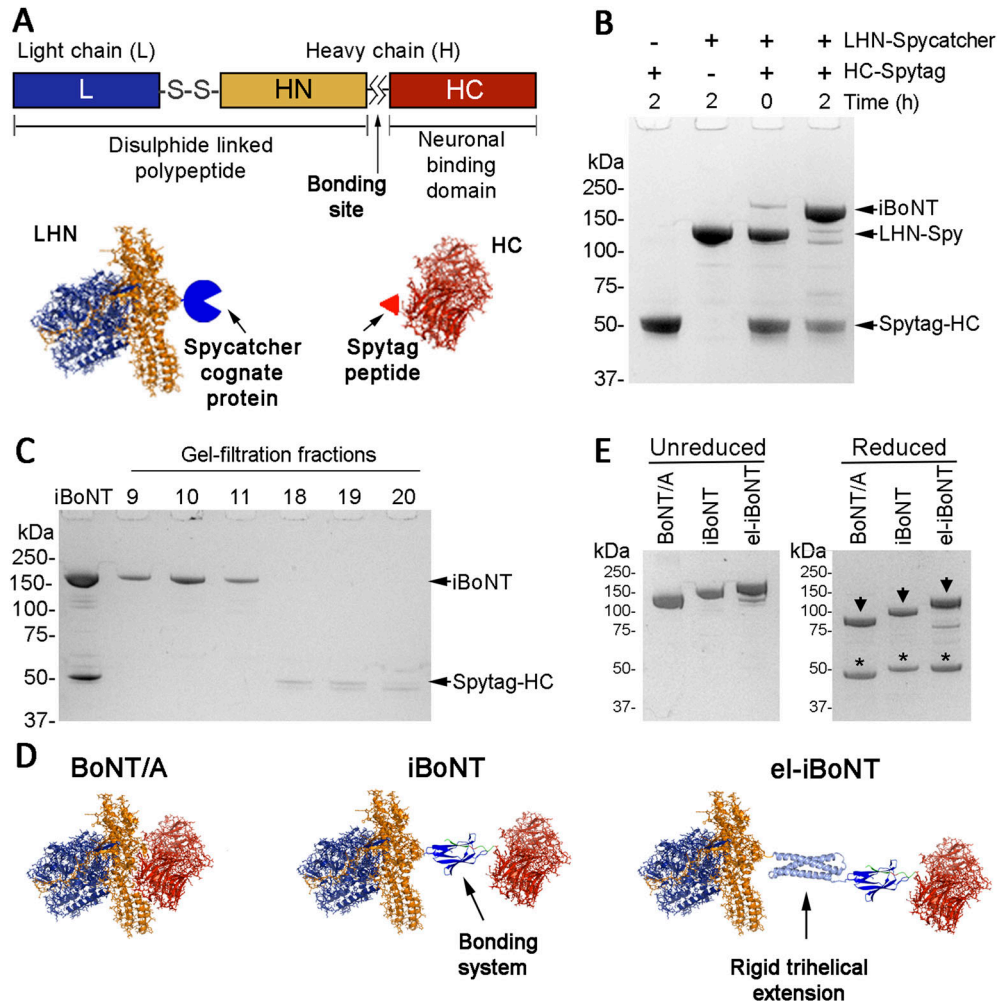 A
Light chain (L)
Heavy chain (H)
L
-S-S-
HN
HC
Disulphide linked
polypeptide
Bonding
site
Neuronal
binding
domain
LHN
HC
Spycatcher
cognate
protein
Spytag
peptide
B
- + + + LHN-Spycatcher
+ - + + HC-Spytag
2 2 0 2 Time (h)
kDa
250-
150-
100-
75-
50-
37-
iBoNT
LHN-Spy
Spytag-HC
C
Gel-filtration fractions
iBoNT 9 10 11 18 19 20
kDa
250-
150-
100-
75-
50-
37-
iBoNT
Spytag-HC
E
Unreduced
BoNT/A
iBoNT
el-iBoNT
kDa
250-
150-
100-
75-
50-
37-
Reduced
BoNT/A
iBoNT
el-iBoNT
kDa
250-
150-
100-
75-
50-
37-
* * *
D
BoNT/A
iBoNT
el-iBoNT
Bonding
system
Rigid trihelical
extension